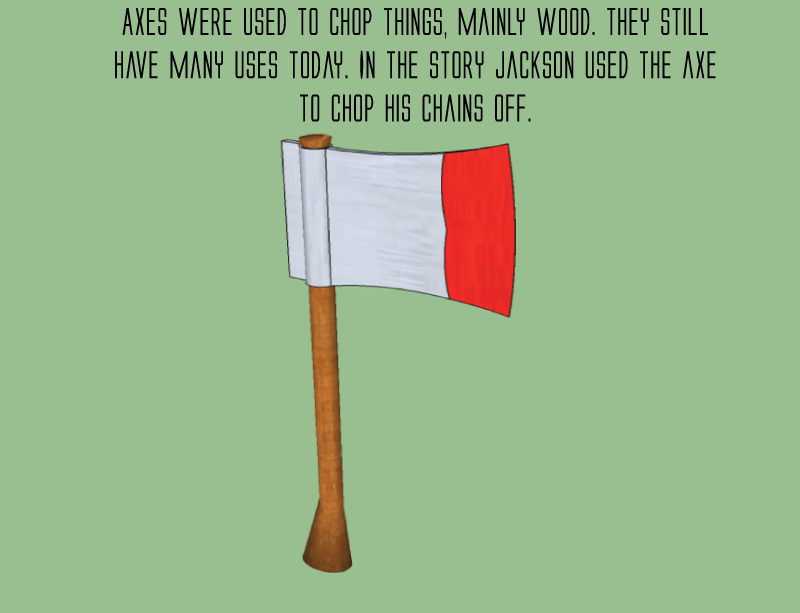 AXES WERE USED TO CHOP THINGS, MAINLY WOOD. THEY STILL
HAVE MANY USES TODAY. IN THE STORY JACKSON USED THE AXE
TO CHOP HIS CHAINS OFF.